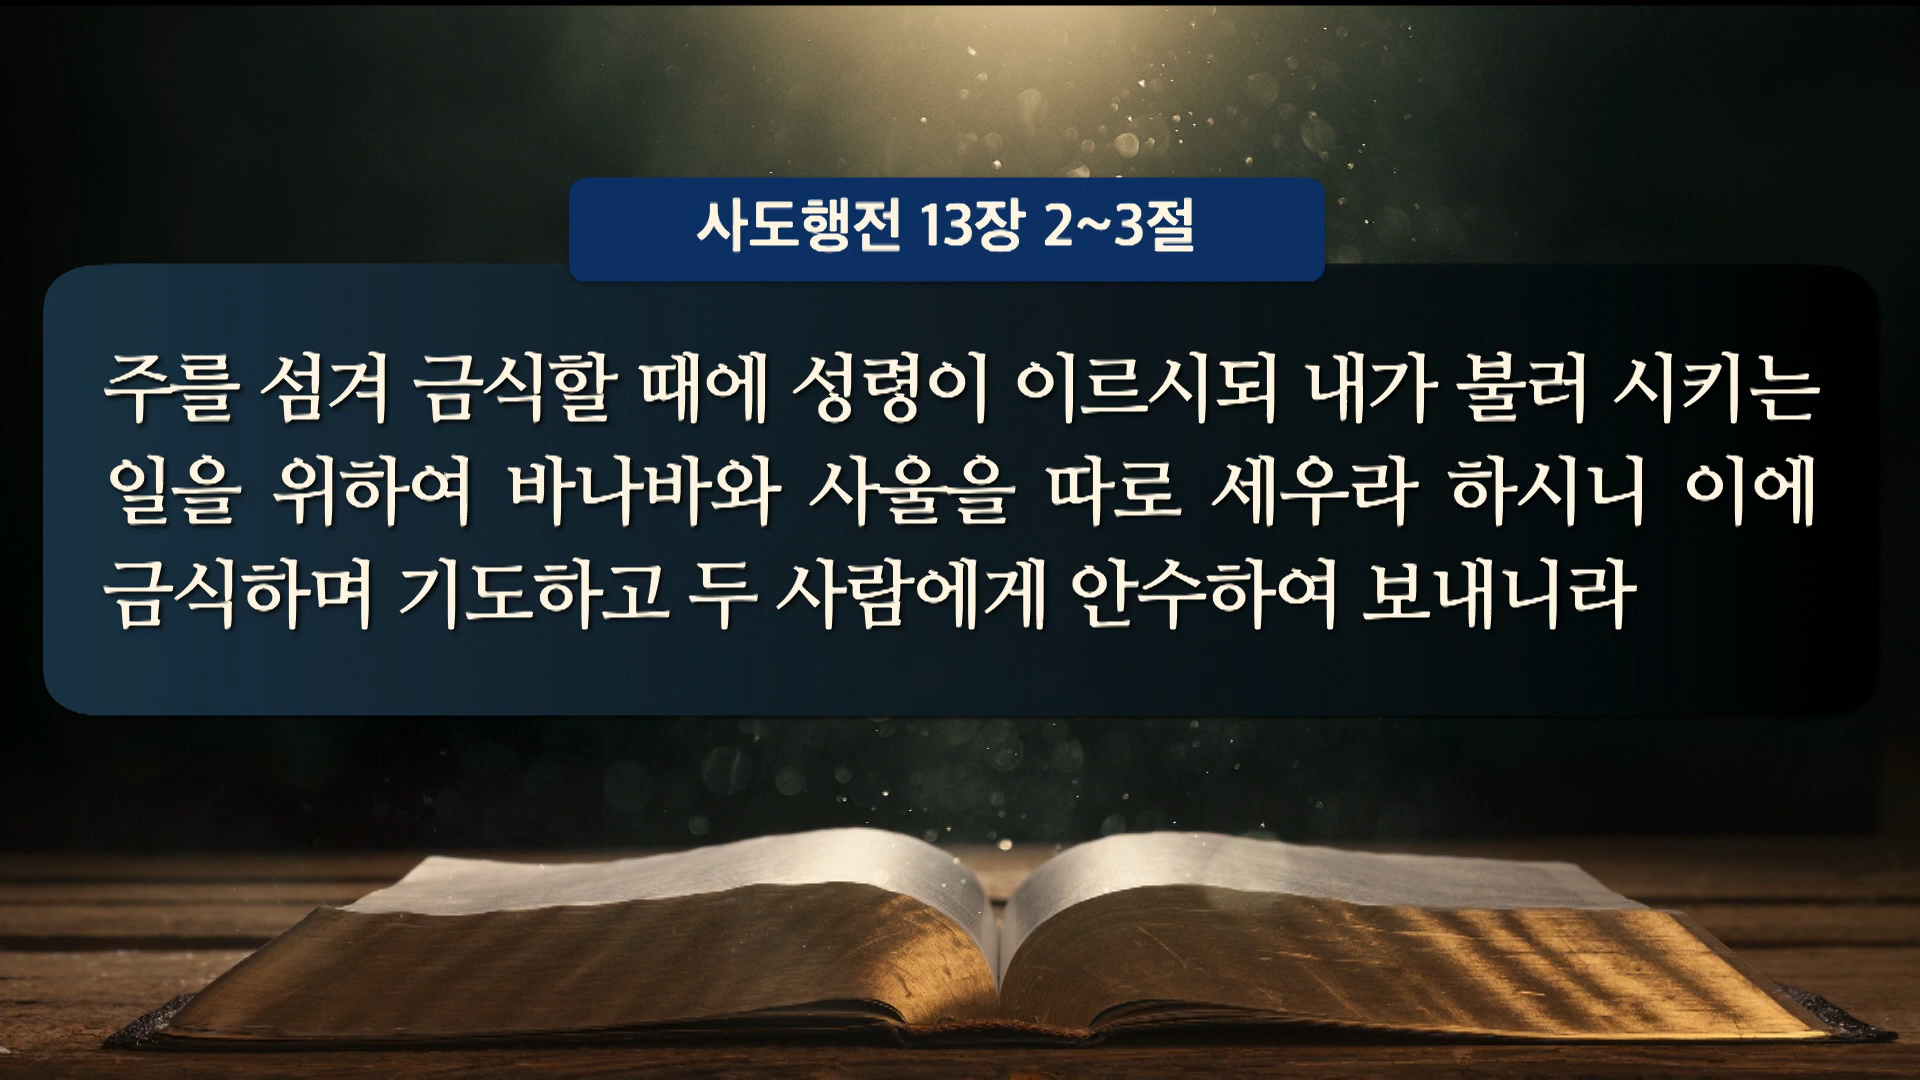 사도행전 13장 2~3절
주를 섬겨 금식할 때에 성령이 이르시되 내가 불러 시키는
일을 위하여 바나바와 사울을 따로 세우라 하시니 이에
금식하며 기도하고 두 사람에게 안수하여 보내니라